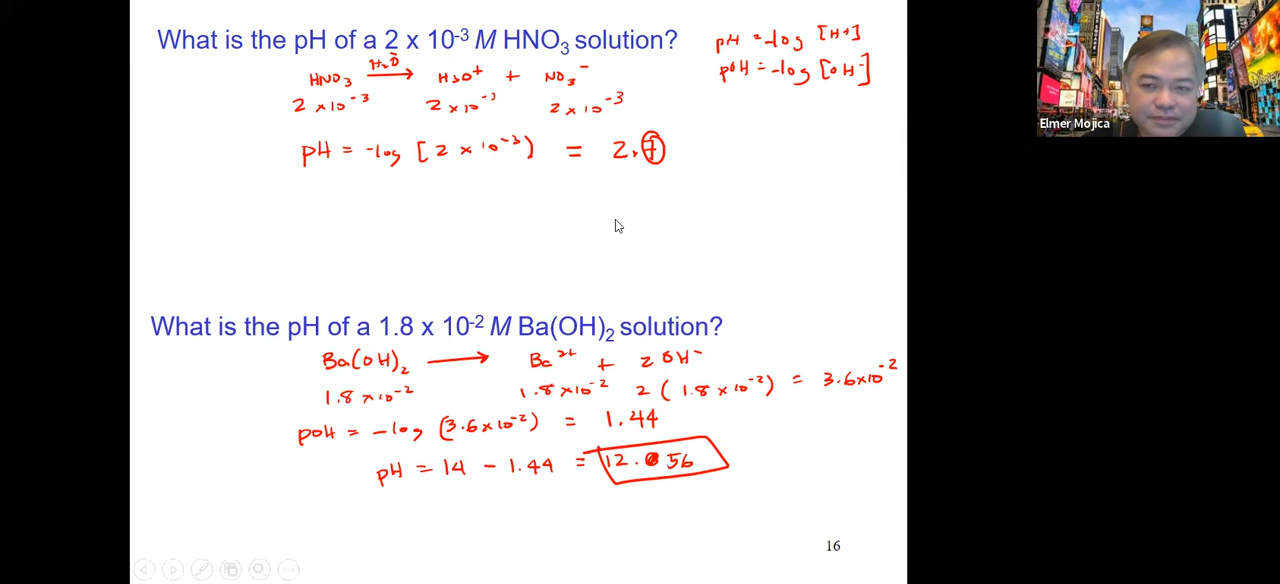 What is the pH of a 2 x 10⁻³ M HNO₃ solution?
pH = -log [H+]
pOH = -log [OH⁻]
H₂O
HNO₃ → H₃O⁺ + NO₃⁻
2 x 10⁻³ 2 x 10⁻³ 2 x 10⁻³
pH = -log [2 x 10⁻³) = 2.7
Elmer Mojica
What is the pH of a 1.8 x 10⁻² M Ba(OH)₂ solution?
Ba(OH)₂ → Ba²⁺ + 2 OH⁻
1.8 x 10⁻² 1.8 x 10⁻² 2 (1.8 x 10⁻²) = 3.6 x 10⁻²
pOH = -log (3.6 x 10⁻²) = 1.44
pH = 14 - 1.44 = 12.56
16